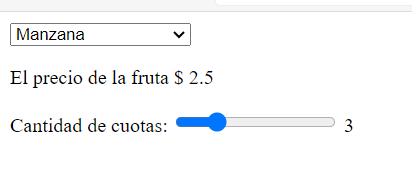 Manzana
El precio de la fruta $ 2.5
Cantidad de cuotas: 3